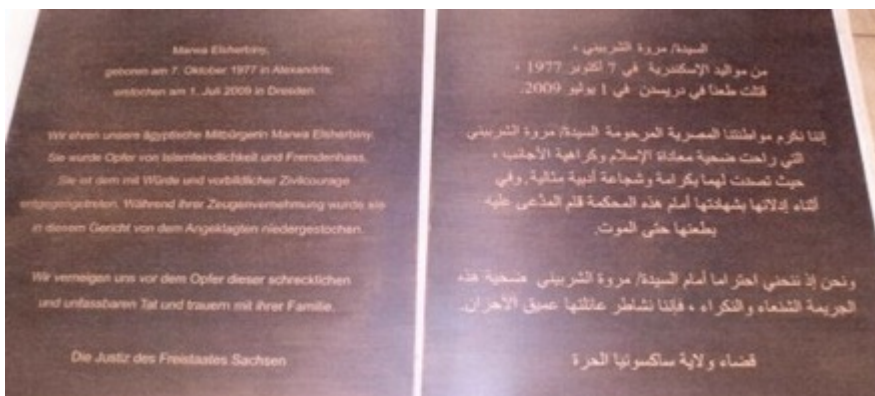 Marwa Elsherbiny,
geboren am 7. Oktober 1977 in Alexandria;
erstochen am 1. Juli 2009 in Dresden.
Wir ehren unsere ägyptische Mitbürgerin Marwa Elsherbiny.
Sie wurde Opfer von Islamfeindlichkeit und Fremdenhass.
Sie ist dem mit Würde und vorbildlicher Zivilcourage
entgegengetreten. Während ihrer Zeugenvernehmung wurde sie
in diesem Gericht von dem Angeklagten niedergestochen.
Wir verneigen uns vor dem Opfer dieser schrecklichen
und unfassbaren Tat und trauern mit ihrer Familie.
Die Justiz des Freistaates Sachsen
السيدة/ مروة الشربيني ،
من مواليد الإسكندرية في 7 أكتوبر 1977 ،
قتلت طعنا في دريسدن في 1 يوليو 2009.
إننا نكرم مواطنتنا المصرية المرحومة السيدة/ مروة الشربيني
التي راحت ضحية معاداة الإسلام وكراهية الأجانب ،
حيث تصدت لهما بكرامة وشجاعة أدبية مثالية. وفي
أثناء إدلائها بشهادتها أمام هذه المحكمة قام المدّعى عليه
بطعنها حتى الموت.
ونحن إذ ننحني احتراما أمام السيدة/ مروة الشربيني ضحية هذه
الجريمة الشنعاء والنكراء ، فإننا نشاطر عائلتها عميق الأحزان.
قضاء ولاية ساكسونيا الحرة